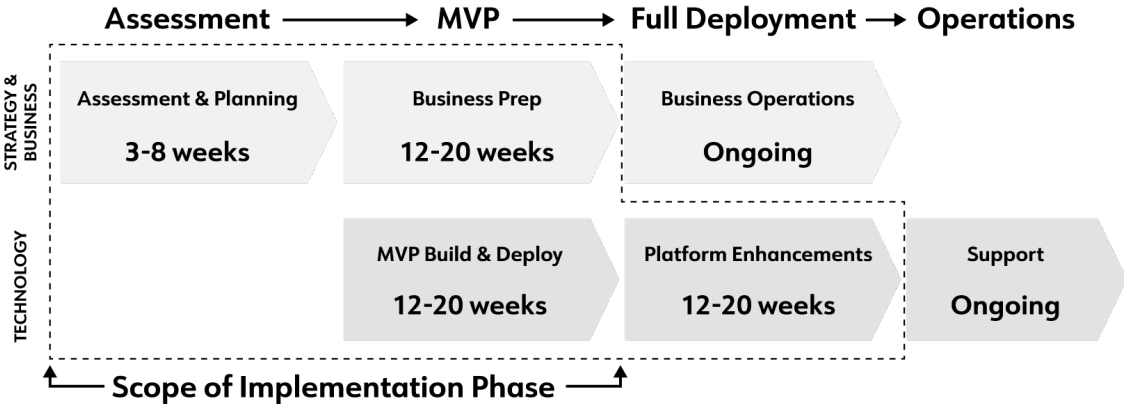 Assessment MVP Full Deployment Operations
STRATEGY &
BUSINESS
Assessment & Planning
3-8 weeks
Business Prep
12-20 weeks
Business Operations
Ongoing
TECHNOLOGY
MVP Build & Deploy
12-20 weeks
Platform Enhancements
12-20 weeks
Support
Ongoing
Scope of Implementation Phase